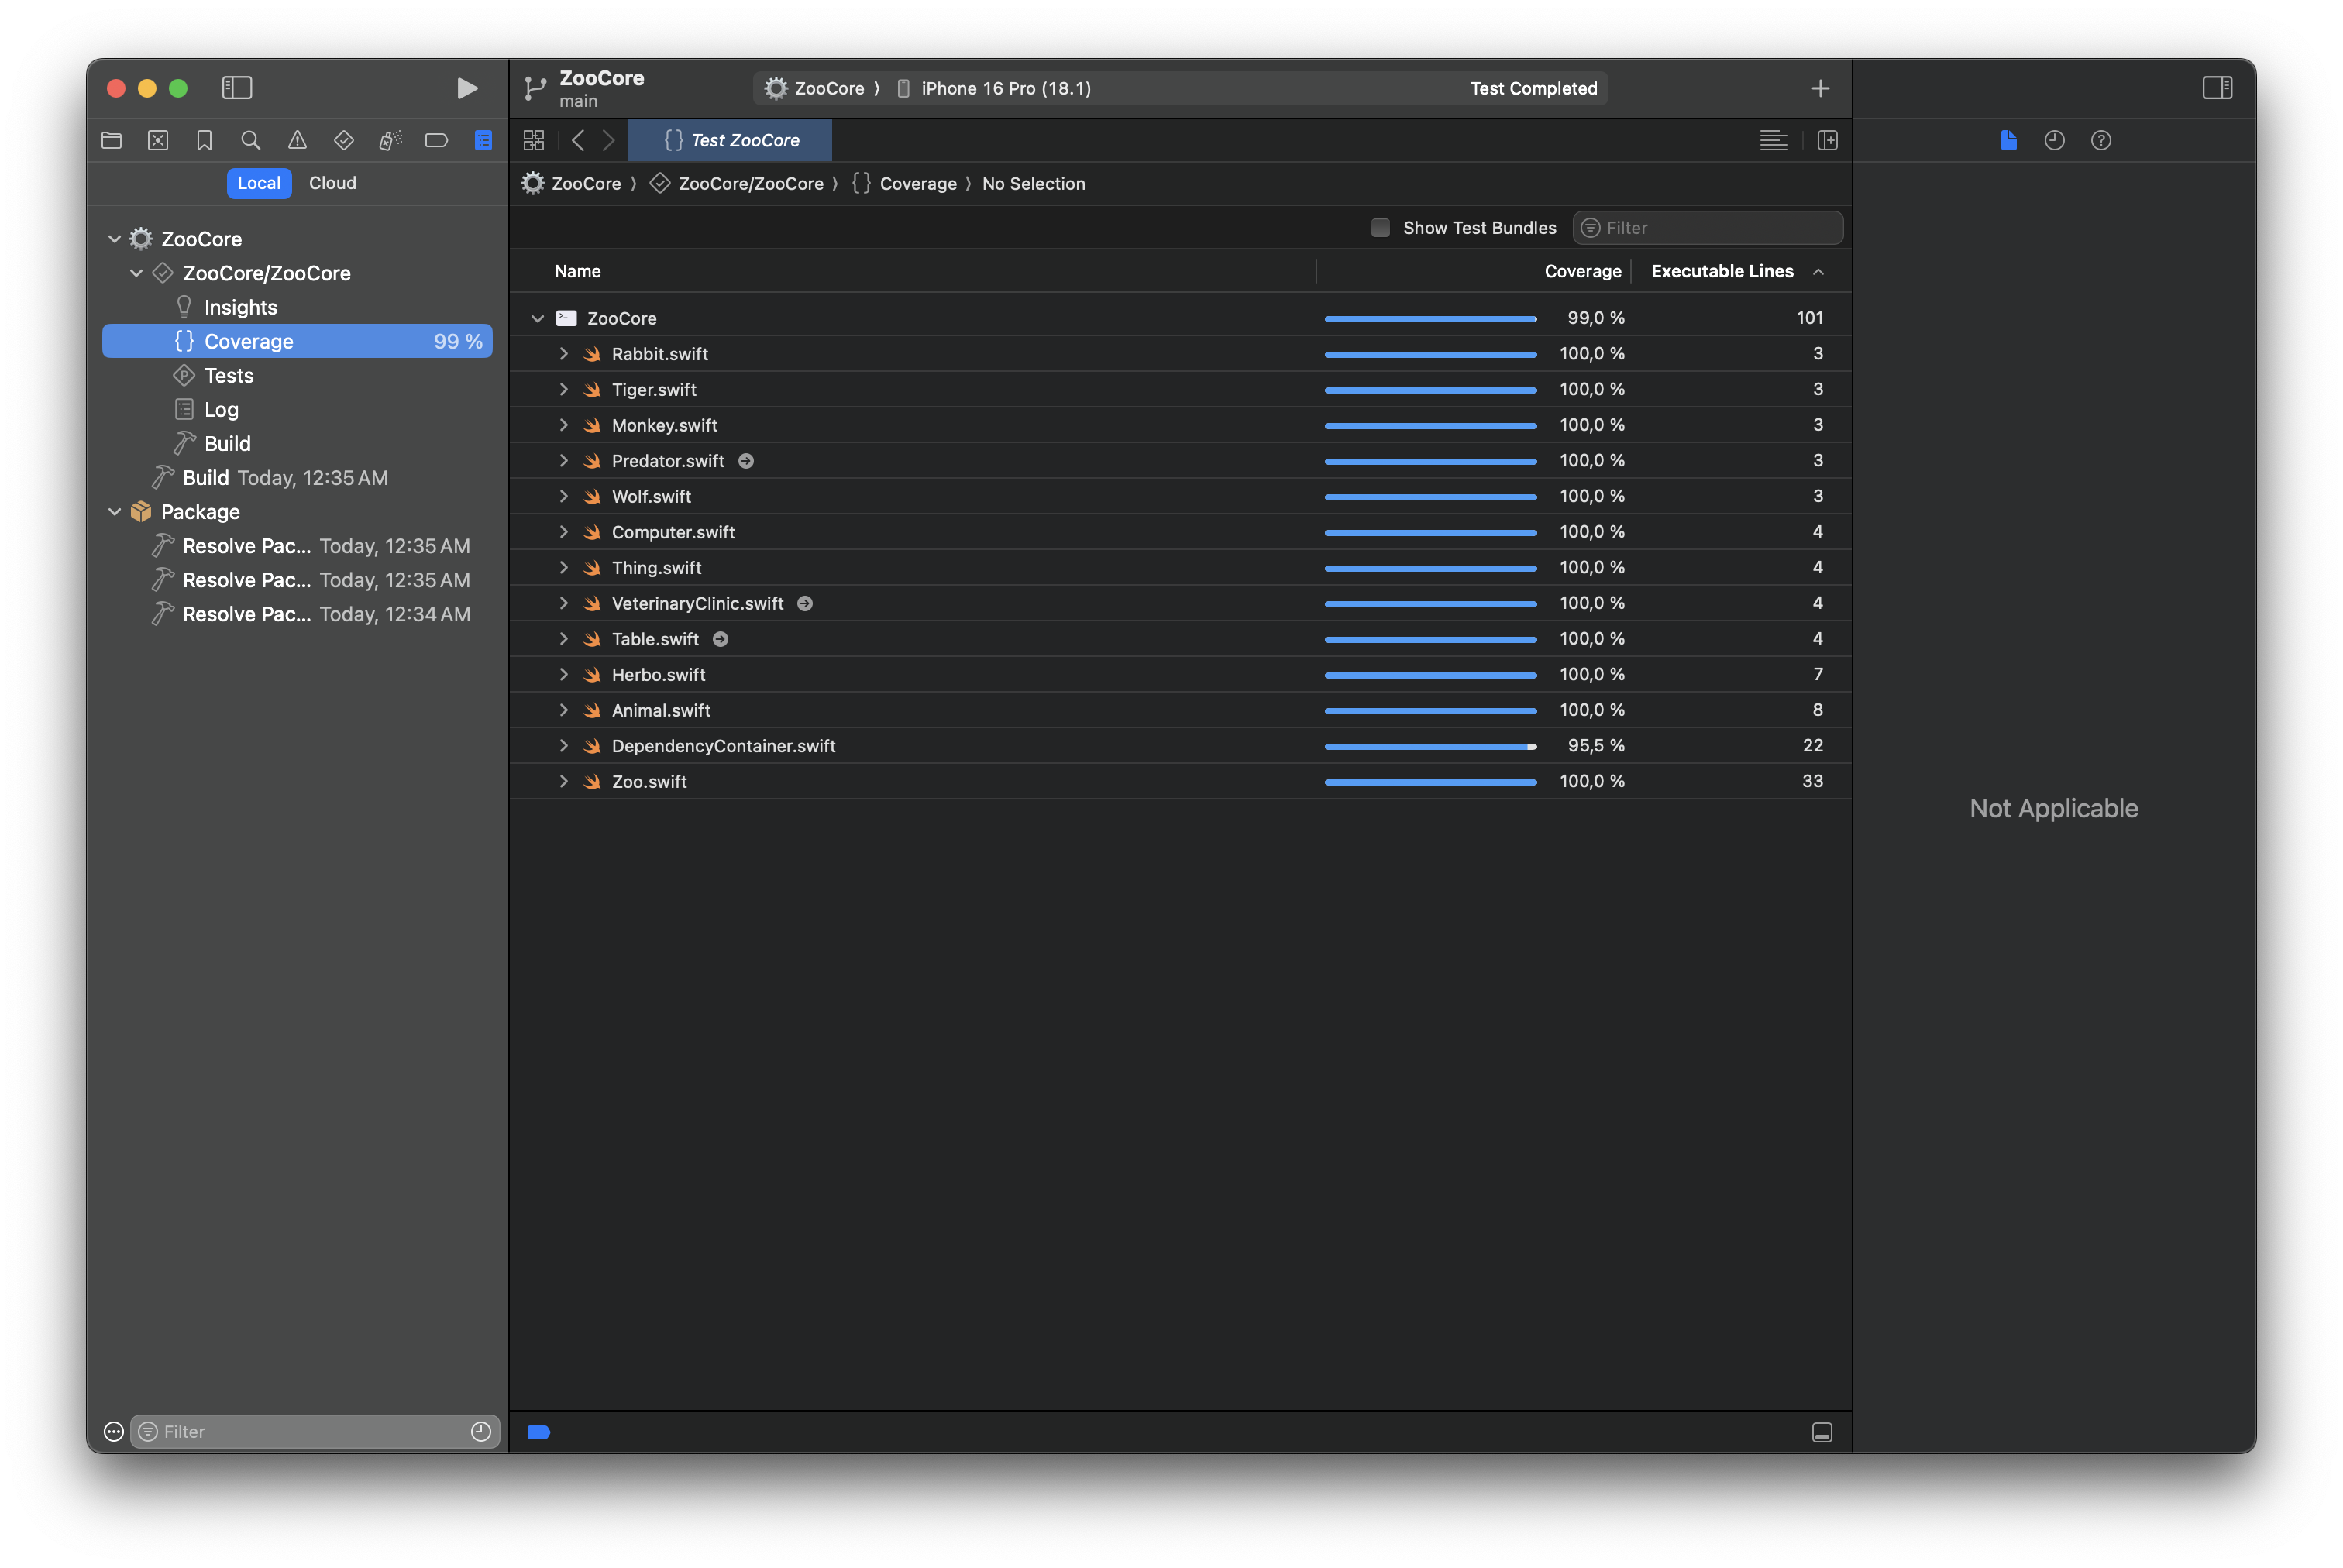 ZooCore
main
ZooCore ⟩ iPhone 16 Pro (18.1) Test Completed
Test ZooCore
Local Cloud
ZooCore ⟩ ZooCore/ZooCore ⟩ {} Coverage ⟩ No Selection
Show Test Bundles Filter
ZooCore
ZooCore/ZooCore
Insights
{} Coverage 99 %
Tests
Log
Build
Build Today, 12:35 AM
Package
Resolve Pac... Today, 12:35 AM
Resolve Pac... Today, 12:35 AM
Resolve Pac... Today, 12:34 AM
Filter
Name Coverage Executable Lines
ZooCore 99,0 % 101
Rabbit.swift 100,0 % 3
Tiger.swift 100,0 % 3
Monkey.swift 100,0 % 3
Predator.swift 100,0 % 3
Wolf.swift 100,0 % 3
Computer.swift 100,0 % 4
Thing.swift 100,0 % 4
VeterinaryClinic.swift 100,0 % 4
Table.swift 100,0 % 4
Herbo.swift 100,0 % 7
Animal.swift 100,0 % 8
DependencyContainer.swift 95,5 % 22
Zoo.swift 100,0 % 33
Not Applicable